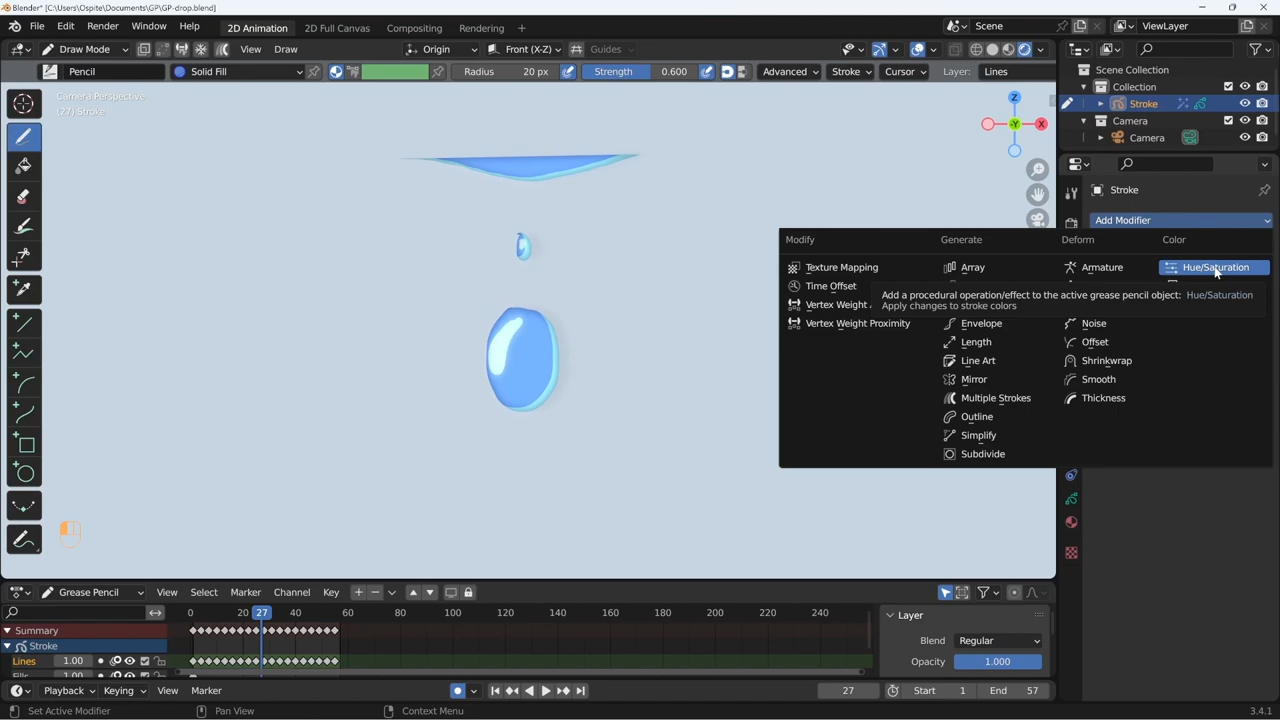 Blender* [C:\Users\Ospite\Documents\GP\GP-drop.blend]
File Edit Render Window Help 2D Animation 2D Full Canvas Compositing Rendering + Scene ViewLayer
Draw Mode View Draw Origin Front (X-Z) Guides
Pencil Solid Fill Radius 20 px Strength 0.600 Advanced Stroke Cursor Layer: Lines
Scene Collection
Collection
Stroke
Camera
Camera
Camera Perspective
(27) Stroke
Z
-Y
X
Stroke
Add Modifier
Modify Generate Deform Color
Texture Mapping Array Armature Hue/Saturation
Time Offset
Add a procedural operation/effect to the active grease pencil object: Hue/Saturation
Apply changes to stroke colors
Vertex Weight
Vertex Weight Proximity Envelope Noise
Length Offset
Line Art Shrinkwrap
Mirror Smooth
Multiple Strokes Thickness
Outline
Simplify
Subdivide
Grease Pencil View Select Marker Channel Key
0 20 27 40 60 80 100 120 140 160 180 200 220 240
Summary
Stroke
Lines 1.00
Layer
Blend Regular
Opacity 1.000
Playback Keying View Marker 27 Start 1 End 57
Set Active Modifier Pan View Context Menu 3.4.1